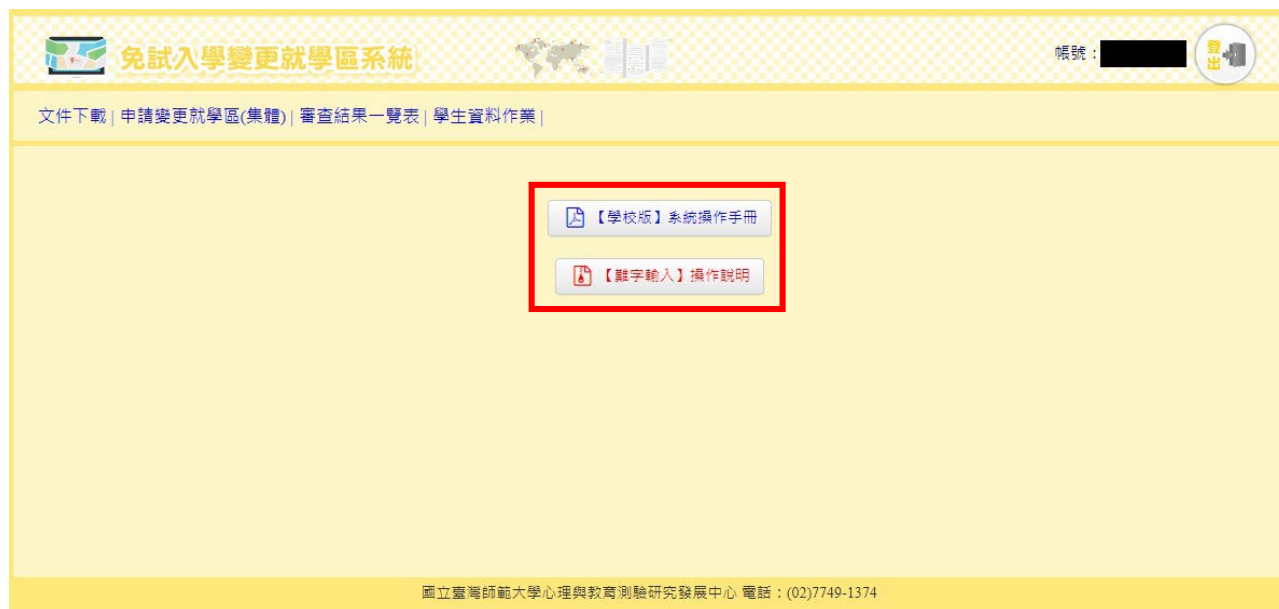 免試入學變更就學區系統
帳號：
登出
文件下載 | 申請變更就學區(集體) | 審查結果一覽表 | 學生資料作業 |
【學校版】系統操作手冊
【難字輸入】操作說明
國立臺灣師範大學心理與教育測驗研究發展中心 電話：(02)7749-1374